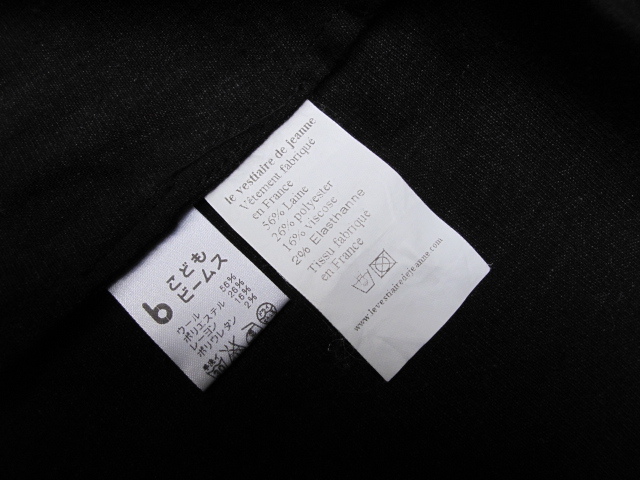 le vestiaire de jeanne
Vêtement fabriqué
en France
56% Laine
26% polyester
16% viscose
2% Elasthanne
Tissu fabriqué
en France
www.levestiairedejeanne.com
b
こども
ビームス
ウール 56%
ポリエステル 26%
レーヨン 16%
ポリウレタン 2%